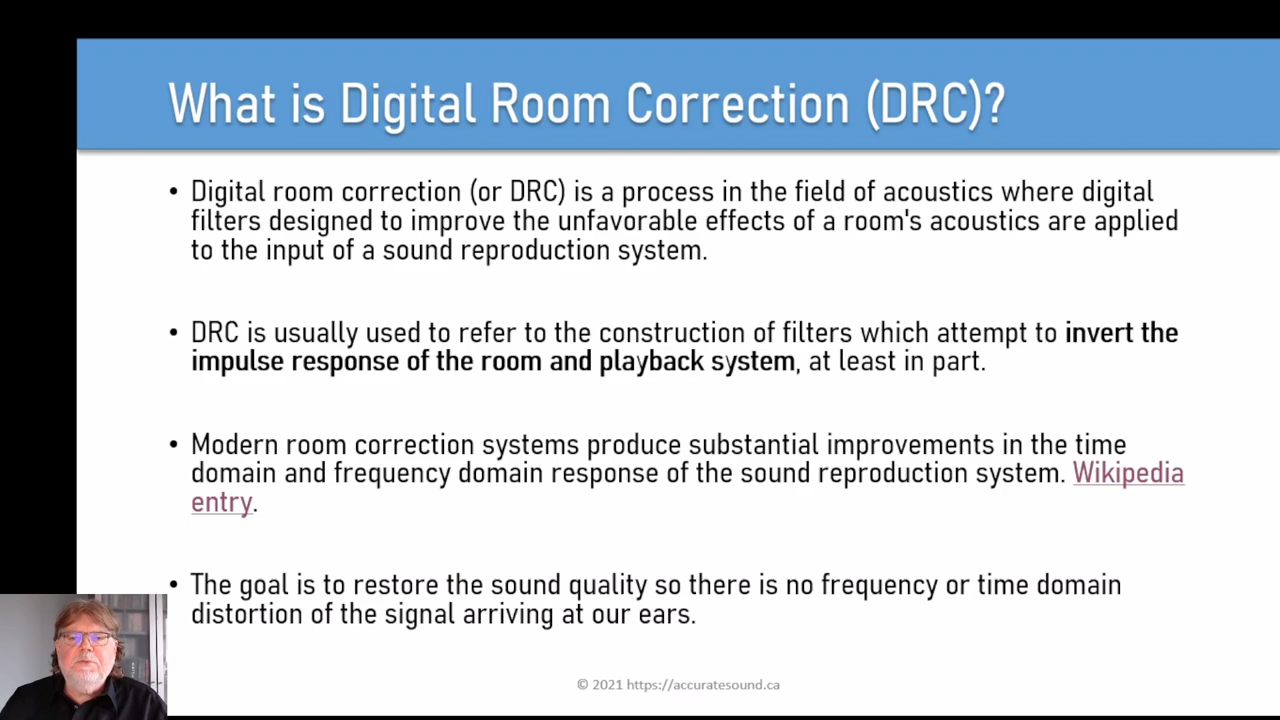 What is Digital Room Correction (DRC)?
• Digital room correction (or DRC) is a process in the field of acoustics where digital
filters designed to improve the unfavorable effects of a room's acoustics are applied
to the input of a sound reproduction system.
• DRC is usually used to refer to the construction of filters which attempt to invert the
impulse response of the room and playback system, at least in part.
• Modern room correction systems produce substantial improvements in the time
domain and frequency domain response of the sound reproduction system. Wikipedia
entry.
• The goal is to restore the sound quality so there is no frequency or time domain
distortion of the signal arriving at our ears.
© 2021 https://accuratesound.ca